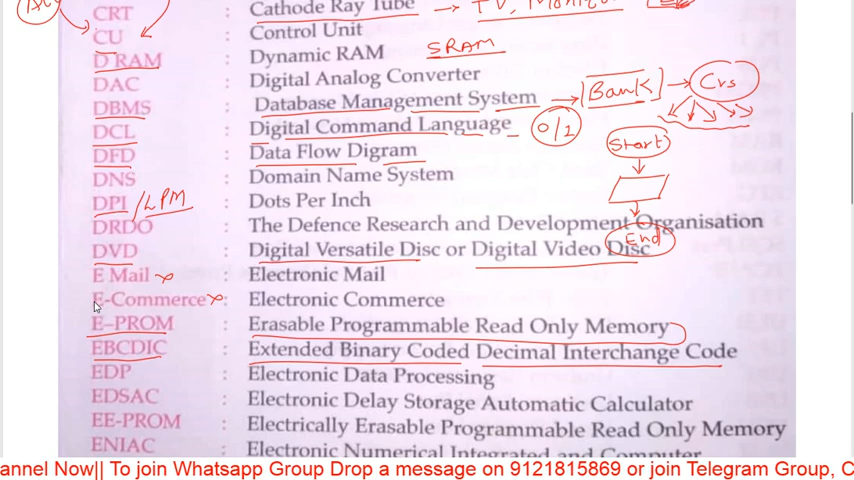 CRT : Cathode Ray Tube → TV, Monitor
CU : Control Unit
D RAM : Dynamic RAM SRAM
DAC : Digital Analog Converter
DBMS : Database Management System → Bank → Crs
DCL : Digital Command Language 0/1
DFD : Data Flow Digram Start
DNS : Domain Name System
DPI /LPM : Dots Per Inch
DRDO : The Defence Research and Development Organisation
DVD : Digital Versatile Disc or Digital Video Disc End
E Mail : Electronic Mail
E-Commerce : Electronic Commerce
E–PROM : Erasable Programmable Read Only Memory
EBCDIC : Extended Binary Coded Decimal Interchange Code
EDP : Electronic Data Processing
EDSAC : Electronic Delay Storage Automatic Calculator
EE-PROM : Electrically Erasable Programmable Read Only Memory
ENIAC : Electronic Numerical Integrated and Computer
annel Now|| To join Whatsapp Group Drop a message on 9121815869 or join Telegram Group, C